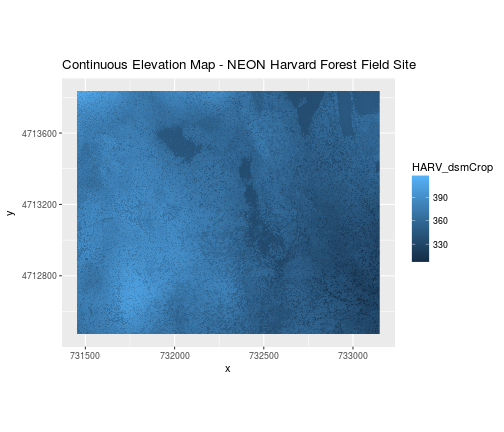 Continuous Elevation Map - NEON Harvard Forest Field Site
4713600
4713200
4712800
y
731500 732000 732500 733000
x
HARV_dsmCrop
390
360
330